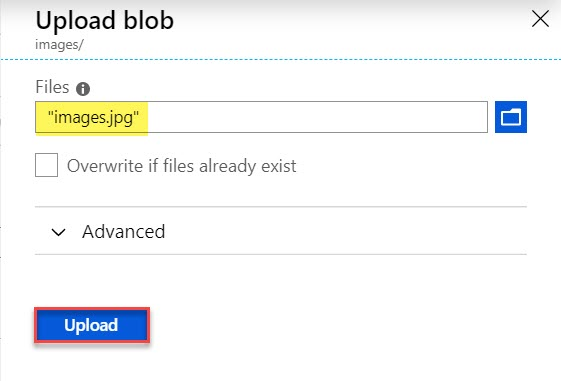 Upload blob
images/
Files
"images.jpg"
Overwrite if files already exist
Advanced
Upload